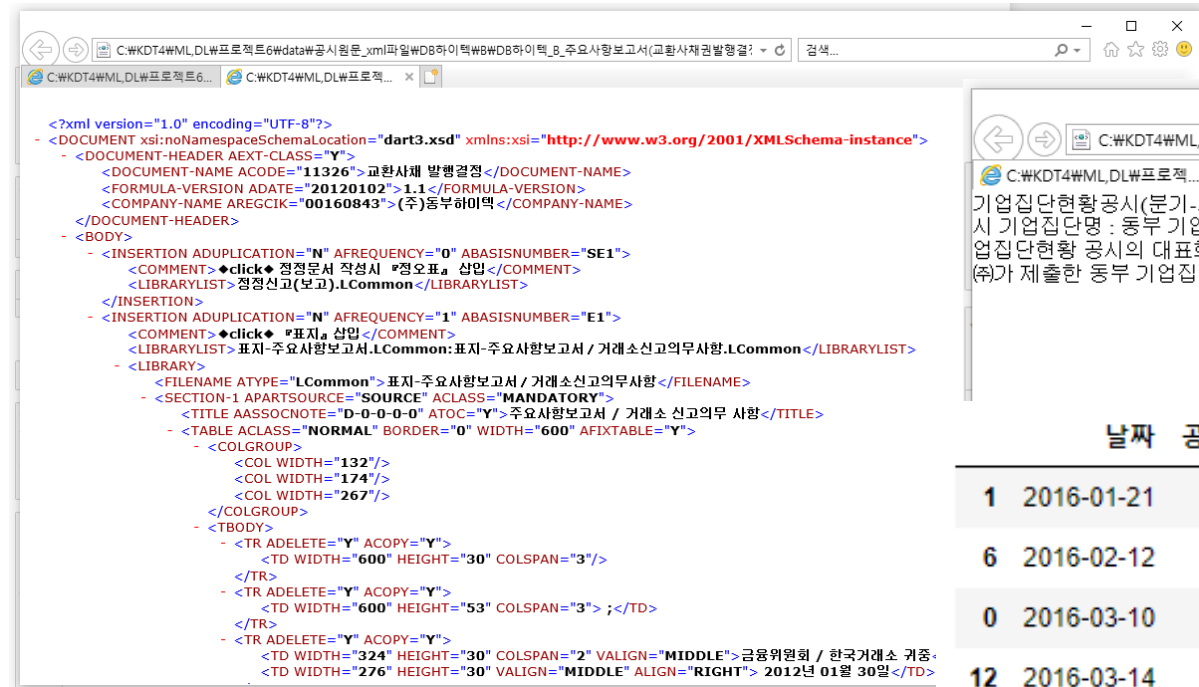 C:₩KDT4₩ML,DL₩프로젝트6₩data₩공시원문_xml파일₩DB하이텍₩B₩DB하이텍_B_주요사항보고서(교환사채권발행결정
검색...
C:₩KDT4₩ML,DL₩프로젝트6...
C:₩KDT4₩ML,DL₩프로젝...
<?xml version="1.0" encoding="UTF-8"?>
- <DOCUMENT xsi:noNamespaceSchemaLocation="dart3.xsd" xmlns:xsi="http://www.w3.org/2001/XMLSchema-instance">
- <DOCUMENT-HEADER AEXT-CLASS="Y">
<DOCUMENT-NAME ACODE="11326">교환사채 발행결정</DOCUMENT-NAME>
<FORMULA-VERSION ADATE="20120102">1.1</FORMULA-VERSION>
<COMPANY-NAME AREGCIK="00160843">(주)동부하이텍</COMPANY-NAME>
</DOCUMENT-HEADER>
- <BODY>
- <INSERTION ADUPLICATION="N" AFREQUENCY="0" ABASISNUMBER="SE1">
<COMMENT>◆click◆ 정정문서 작성시 『정오표』 삽입</COMMENT>
<LIBRARYLIST>정정신고(보고).LCommon</LIBRARYLIST>
</INSERTION>
- <INSERTION ADUPLICATION="N" AFREQUENCY="1" ABASISNUMBER="E1">
<COMMENT>◆click◆ 『표지』 삽입</COMMENT>
<LIBRARYLIST>표지-주요사항보고서.LCommon:표지-주요사항보고서 / 거래소신고의무사항.LCommon</LIBRARYLIST>
- <LIBRARY>
<FILENAME ATYPE="LCommon">표지-주요사항보고서 / 거래소신고의무사항</FILENAME>
- <SECTION-1 APARTSOURCE="SOURCE" ACLASS="MANDATORY">
<TITLE AASSOCNOTE="D-0-0-0-0" ATOC="Y">주요사항보고서 / 거래소 신고의무 사항</TITLE>
- <TABLE ACLASS="NORMAL" BORDER="0" WIDTH="600" AFIXTABLE="Y">
- <COLGROUP>
<COL WIDTH="132"/>
<COL WIDTH="174"/>
<COL WIDTH="267"/>
</COLGROUP>
- <TBODY>
- <TR ADELETE="Y" ACOPY="Y">
<TD WIDTH="600" HEIGHT="30" COLSPAN="3"/>
</TR>
- <TR ADELETE="Y" ACOPY="Y">
<TD WIDTH="600" HEIGHT="53" COLSPAN="3"> ;</TD>
</TR>
- <TR ADELETE="Y" ACOPY="Y">
<TD WIDTH="324" HEIGHT="30" COLSPAN="2" VALIGN="MIDDLE">금융위원회 / 한국거래소 귀중<
<TD WIDTH="276" HEIGHT="30" VALIGN="MIDDLE" ALIGN="RIGHT"> 2012년 01월 30일</TD>
C:₩KDT4₩ML,
C:₩KDT4₩ML,DL₩프로젝...
기업집단현황공시(분기-
시 기업집단명 : 동부 기업
업집단현황 공시의 대표
㈜가 제출한 동부 기업집
날짜 공
1 2016-01-21
6 2016-02-12
0 2016-03-10
12 2016-03-14